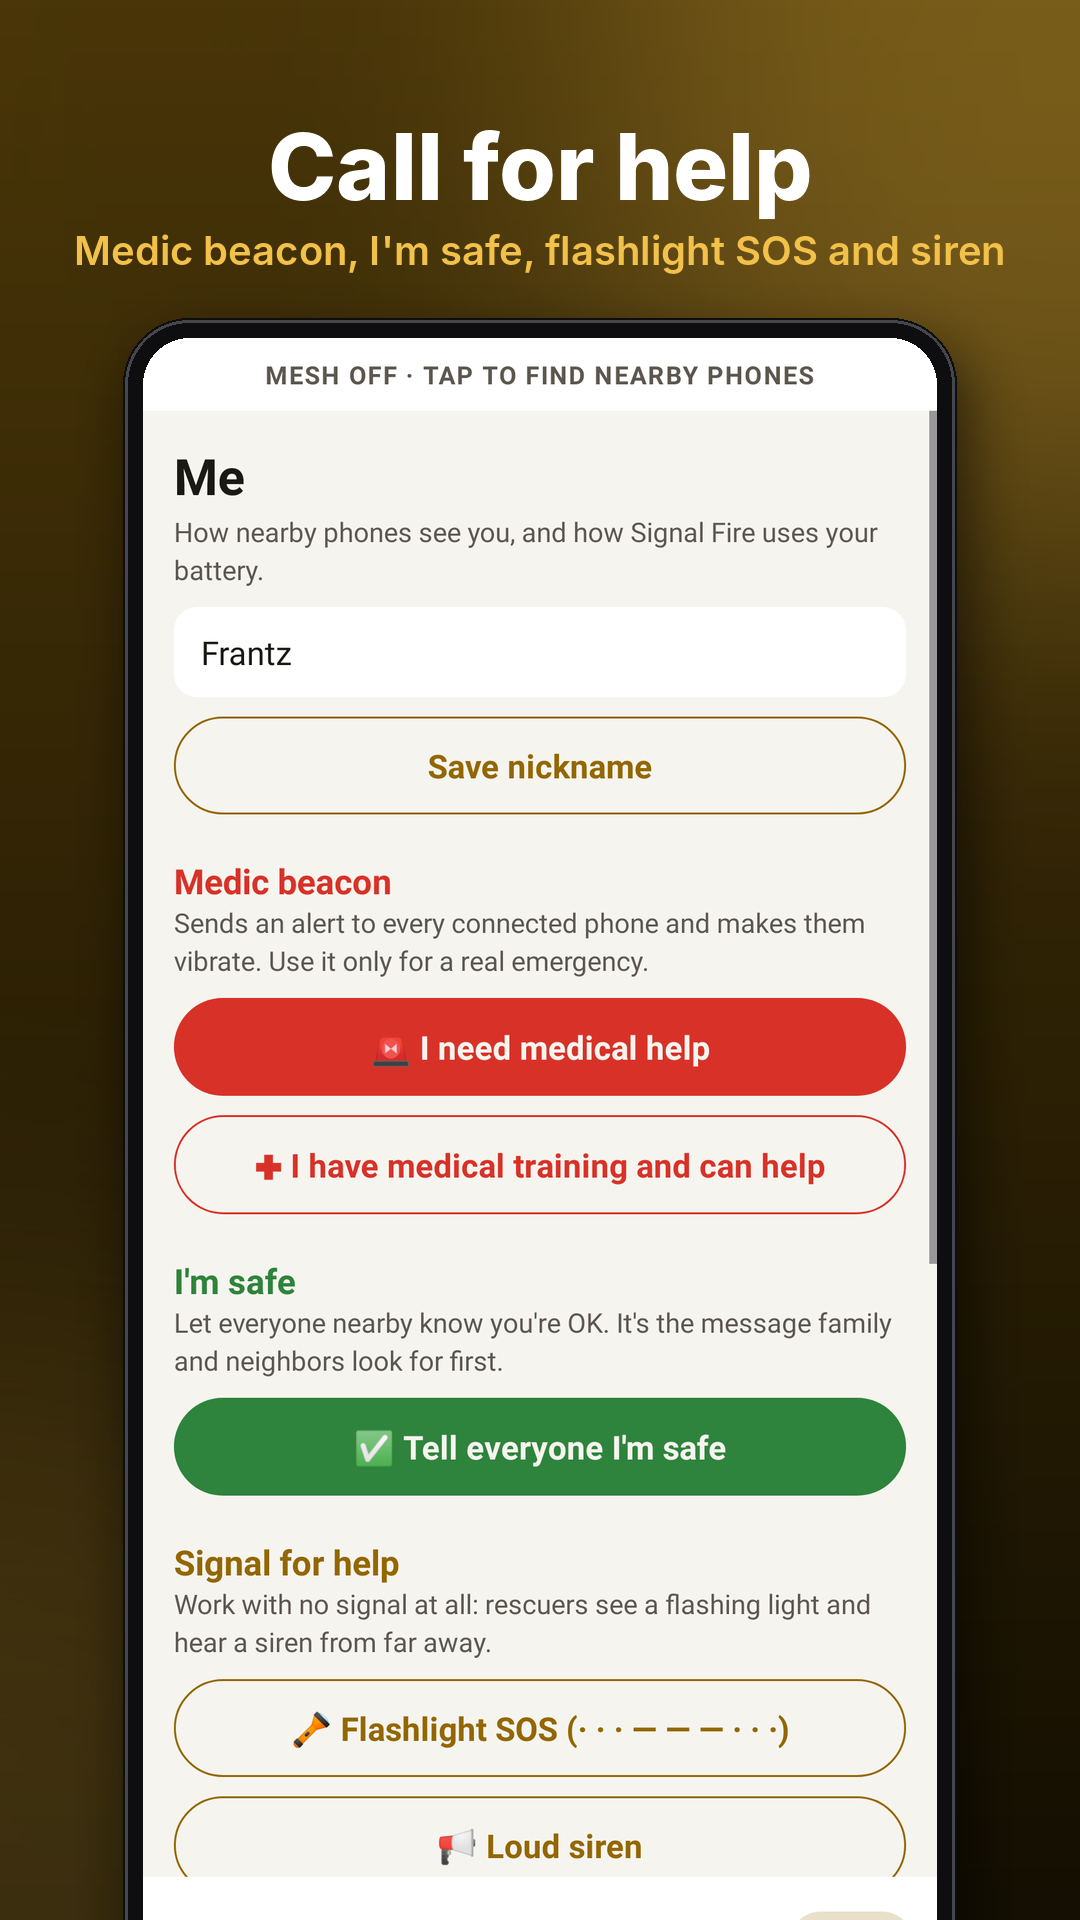 Call for help
Medic beacon, I'm safe, flashlight SOS and siren
MESH OFF · TAP TO FIND NEARBY PHONES
Me
How nearby phones see you, and how Signal Fire uses your
battery.
Frantz
Save nickname
Medic beacon
Sends an alert to every connected phone and makes them
vibrate. Use it only for a real emergency.
🚨 I need medical help
✚ I have medical training and can help
I'm safe
Let everyone nearby know you're OK. It's the message family
and neighbors look for first.
✅ Tell everyone I'm safe
Signal for help
Work with no signal at all: rescuers see a flashing light and
hear a siren from far away.
🔦 Flashlight SOS (· · · — — — · · ·)
📢 Loud siren